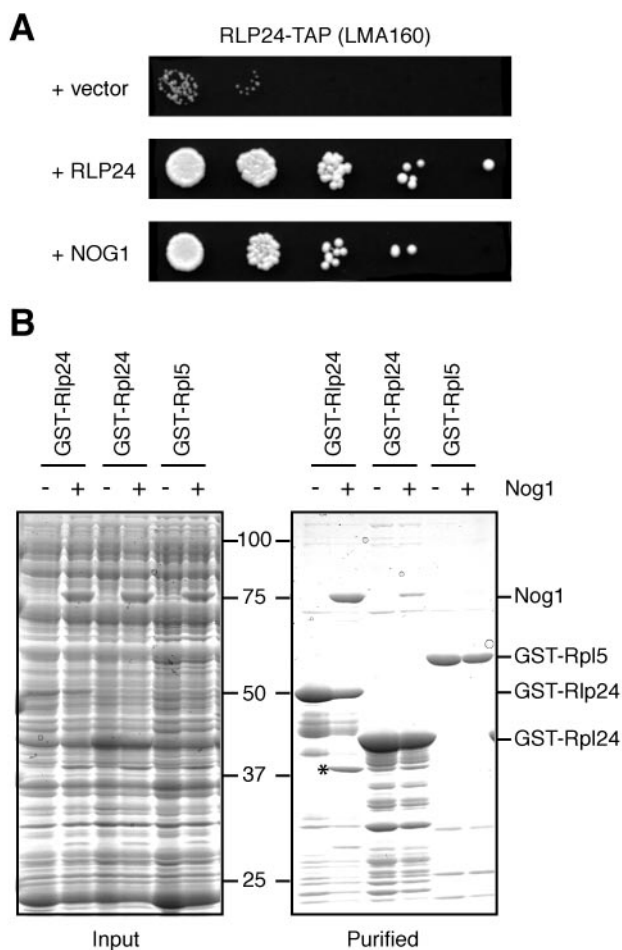 A
RLP24-TAP (LMA160)
+ vector
+ RLP24
+ NOG1
B
GST-Rlp24
GST-Rpl24
GST-Rpl5
GST-Rlp24
GST-Rpl24
GST-Rpl5
- + - + - +
- + - + - + Nog1
100
75
50
37
25
Nog1
GST-Rpl5
GST-Rlp24
GST-Rpl24
*
Input
Purified